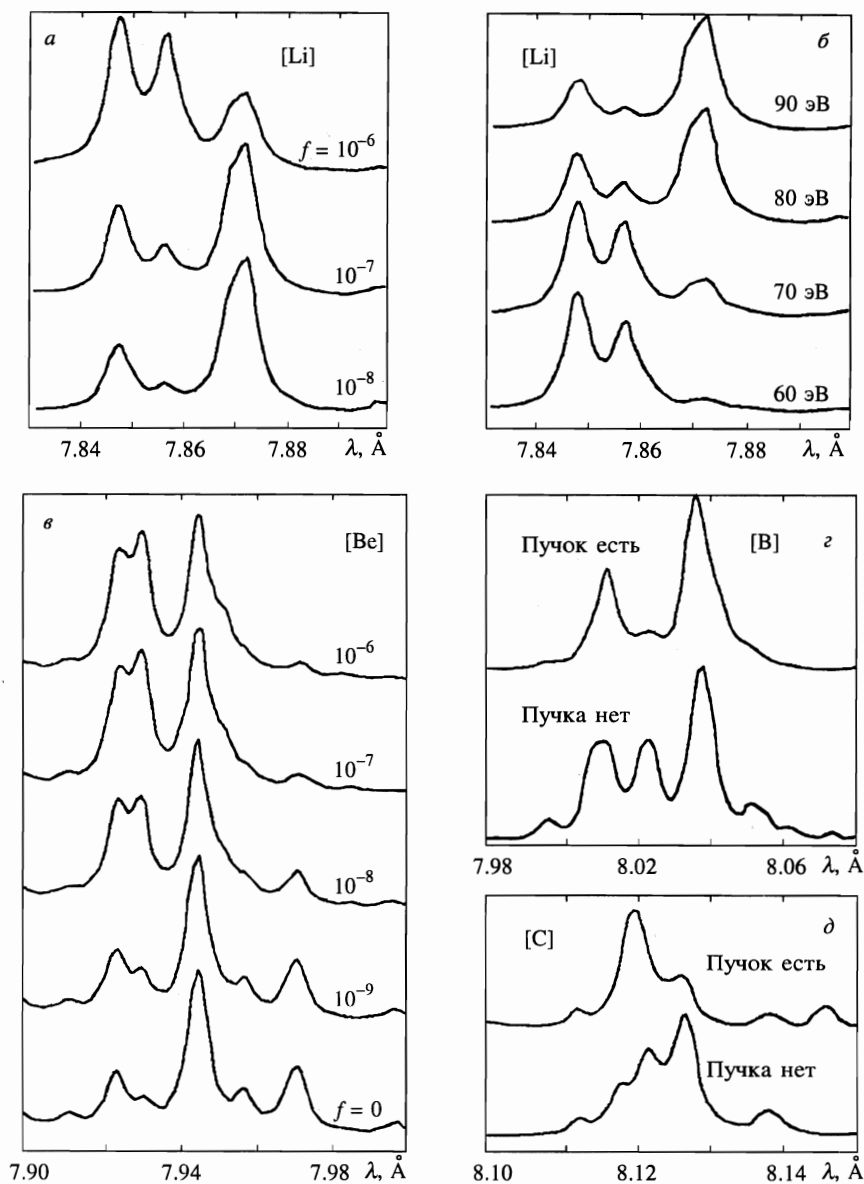 а
[Li]
f = 10⁻⁶
10⁻⁷
10⁻⁸
7.84 7.86 7.88 λ, Å
б
[Li]
90 эВ
80 эВ
70 эВ
60 эВ
7.84 7.86 7.88 λ, Å
в
[Be]
10⁻⁶
10⁻⁷
10⁻⁸
10⁻⁹
f = 0
7.90 7.94 7.98 λ, Å
Пучок есть [B] г
Пучка нет
7.98 8.02 8.06 λ, Å
[C] д
Пучок есть
Пучка нет
8.10 8.12 8.14 λ, Å